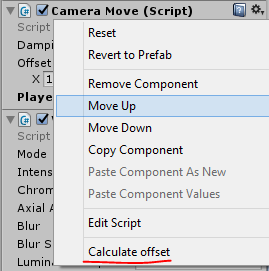 Camera Move (Script)
Script
Reset
Dampi
Revert to Prefab
Offset
X 1
Remove Component
Playe
Move Up
V
Move Down
Script
Mode
Copy Component
Intens
Paste Component As New
Chrom
Paste Component Values
Axial A
Blur
Edit Script
Blur S
Calculate offset
Lumina